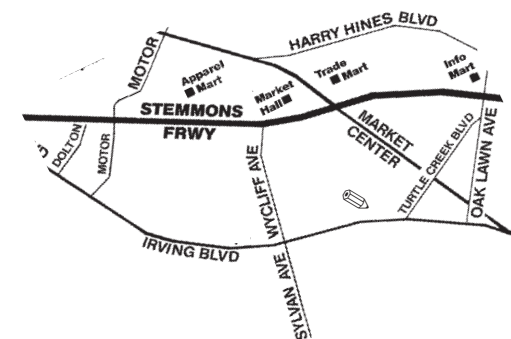 HARRY HINES BLVD
MOTOR
Apparel
Mart
Trade
Mart
Info
Mart
Market
Hall
STEMMONS
FRWY
MARKET
CENTER
TURTLE CREEK BLVD
OAK LAWN AVE
DOLTON
MOTOR
WYCLIFF AVE
IRVING BLVD
SYLVAN AVE